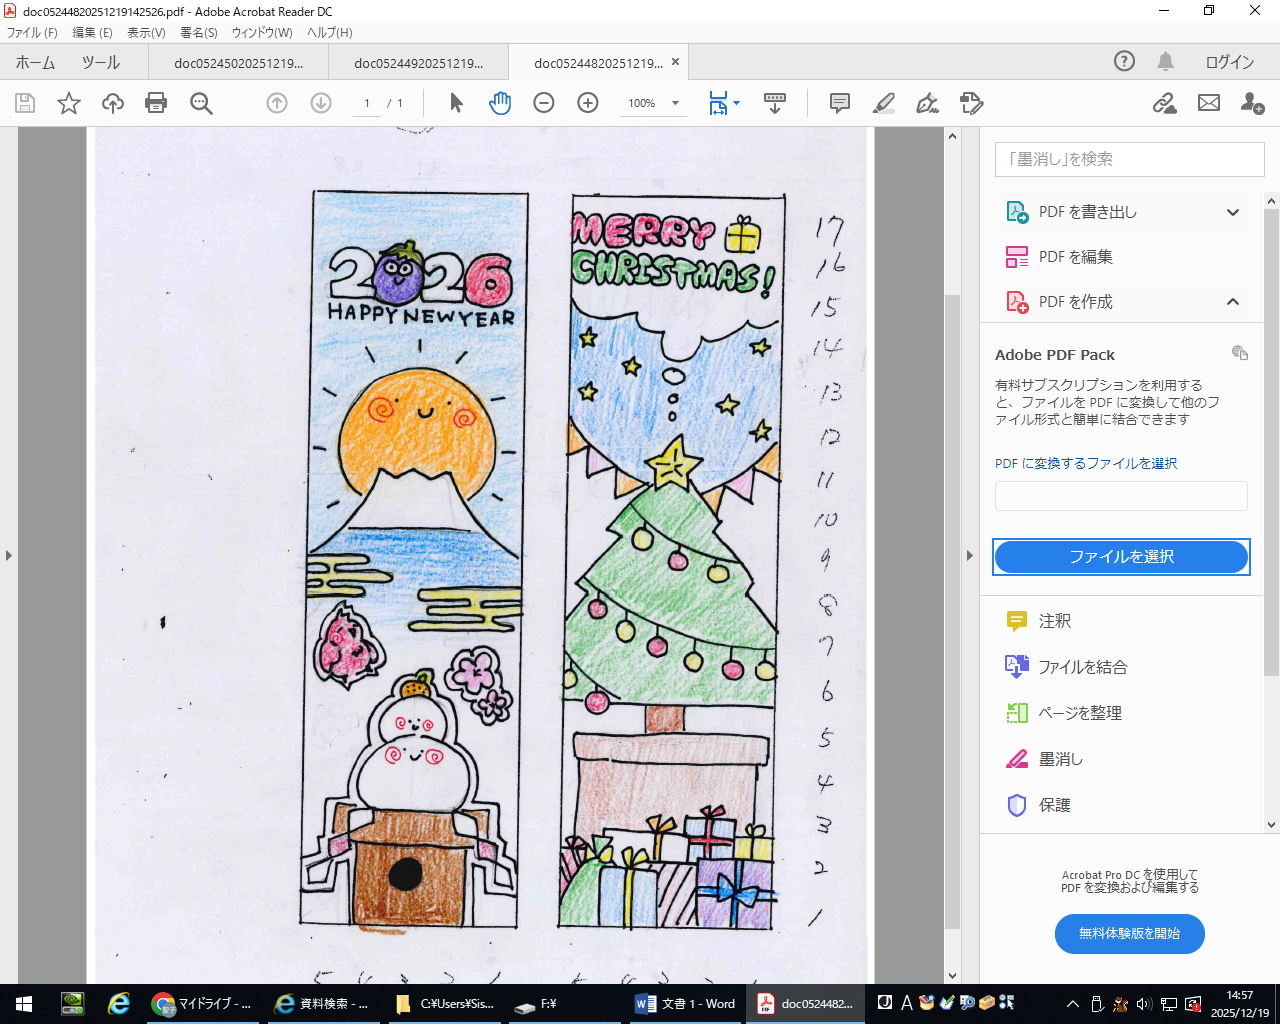 doc05244820251219142526.pdf - Adobe Acrobat Reader DC
ファイル(F) 編集(E) 表示(V) 署名(S) ウィンドウ(W) ヘルプ(H)
ホーム ツール doc05245020251219... doc05244920251219... doc05244820251219... × ログイン
1 / 1 100%
「墨消し」を検索
PDF を書き出し
PDF を編集
PDF を作成
Adobe PDF Pack
有料サブスクリプションを利用する
と、ファイルを PDF に変換して他のフ
ァイル形式と簡単に結合できます
PDF に変換するファイルを選択
ファイルを選択
注釈
ファイルを結合
ページを整理
墨消し
保護
Acrobat Pro DC を使用して
PDF を変換および編集する
無料体験版を開始
2026
HAPPY NEW YEAR
MERRY
CHRISTMAS!
17
16
15
14
13
12
11
10
9
8
7
6
5
4
3
2
1
マイドライブ - ... 資料検索 - ... C:¥Users¥Sis... F:¥ 文書 1 - Word doc0524482... A 14:57
2025/12/19